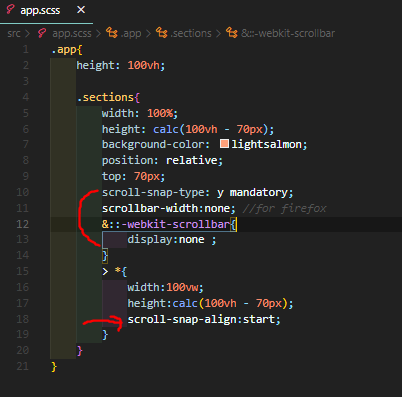 app.scss ×
src > app.scss > .app > .sections > &::-webkit-scrollbar
1 .app{
2 height: 100vh;
3
4 .sections{
5 width: 100%;
6 height: calc(100vh - 70px);
7 background-color: lightsalmon;
8 position: relative;
9 top: 70px;
10 scroll-snap-type: y mandatory;
11 scrollbar-width:none; //for firefox
12 &::-webkit-scrollbar{
13 display:none ;
14 }
15 > *{
16 width:100vw;
17 height:calc(100vh - 70px);
18 scroll-snap-align:start;
19 }
20 }
21 }